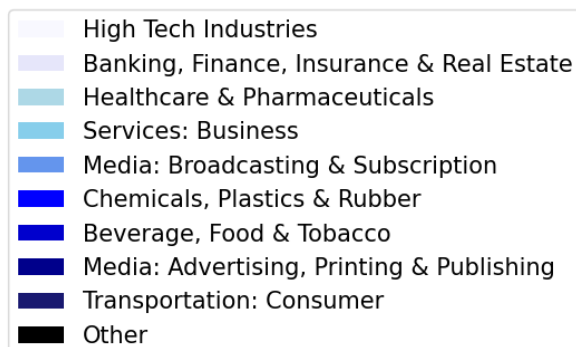 High Tech Industries
Banking, Finance, Insurance & Real Estate
Healthcare & Pharmaceuticals
Services: Business
Media: Broadcasting & Subscription
Chemicals, Plastics & Rubber
Beverage, Food & Tobacco
Media: Advertising, Printing & Publishing
Transportation: Consumer
Other